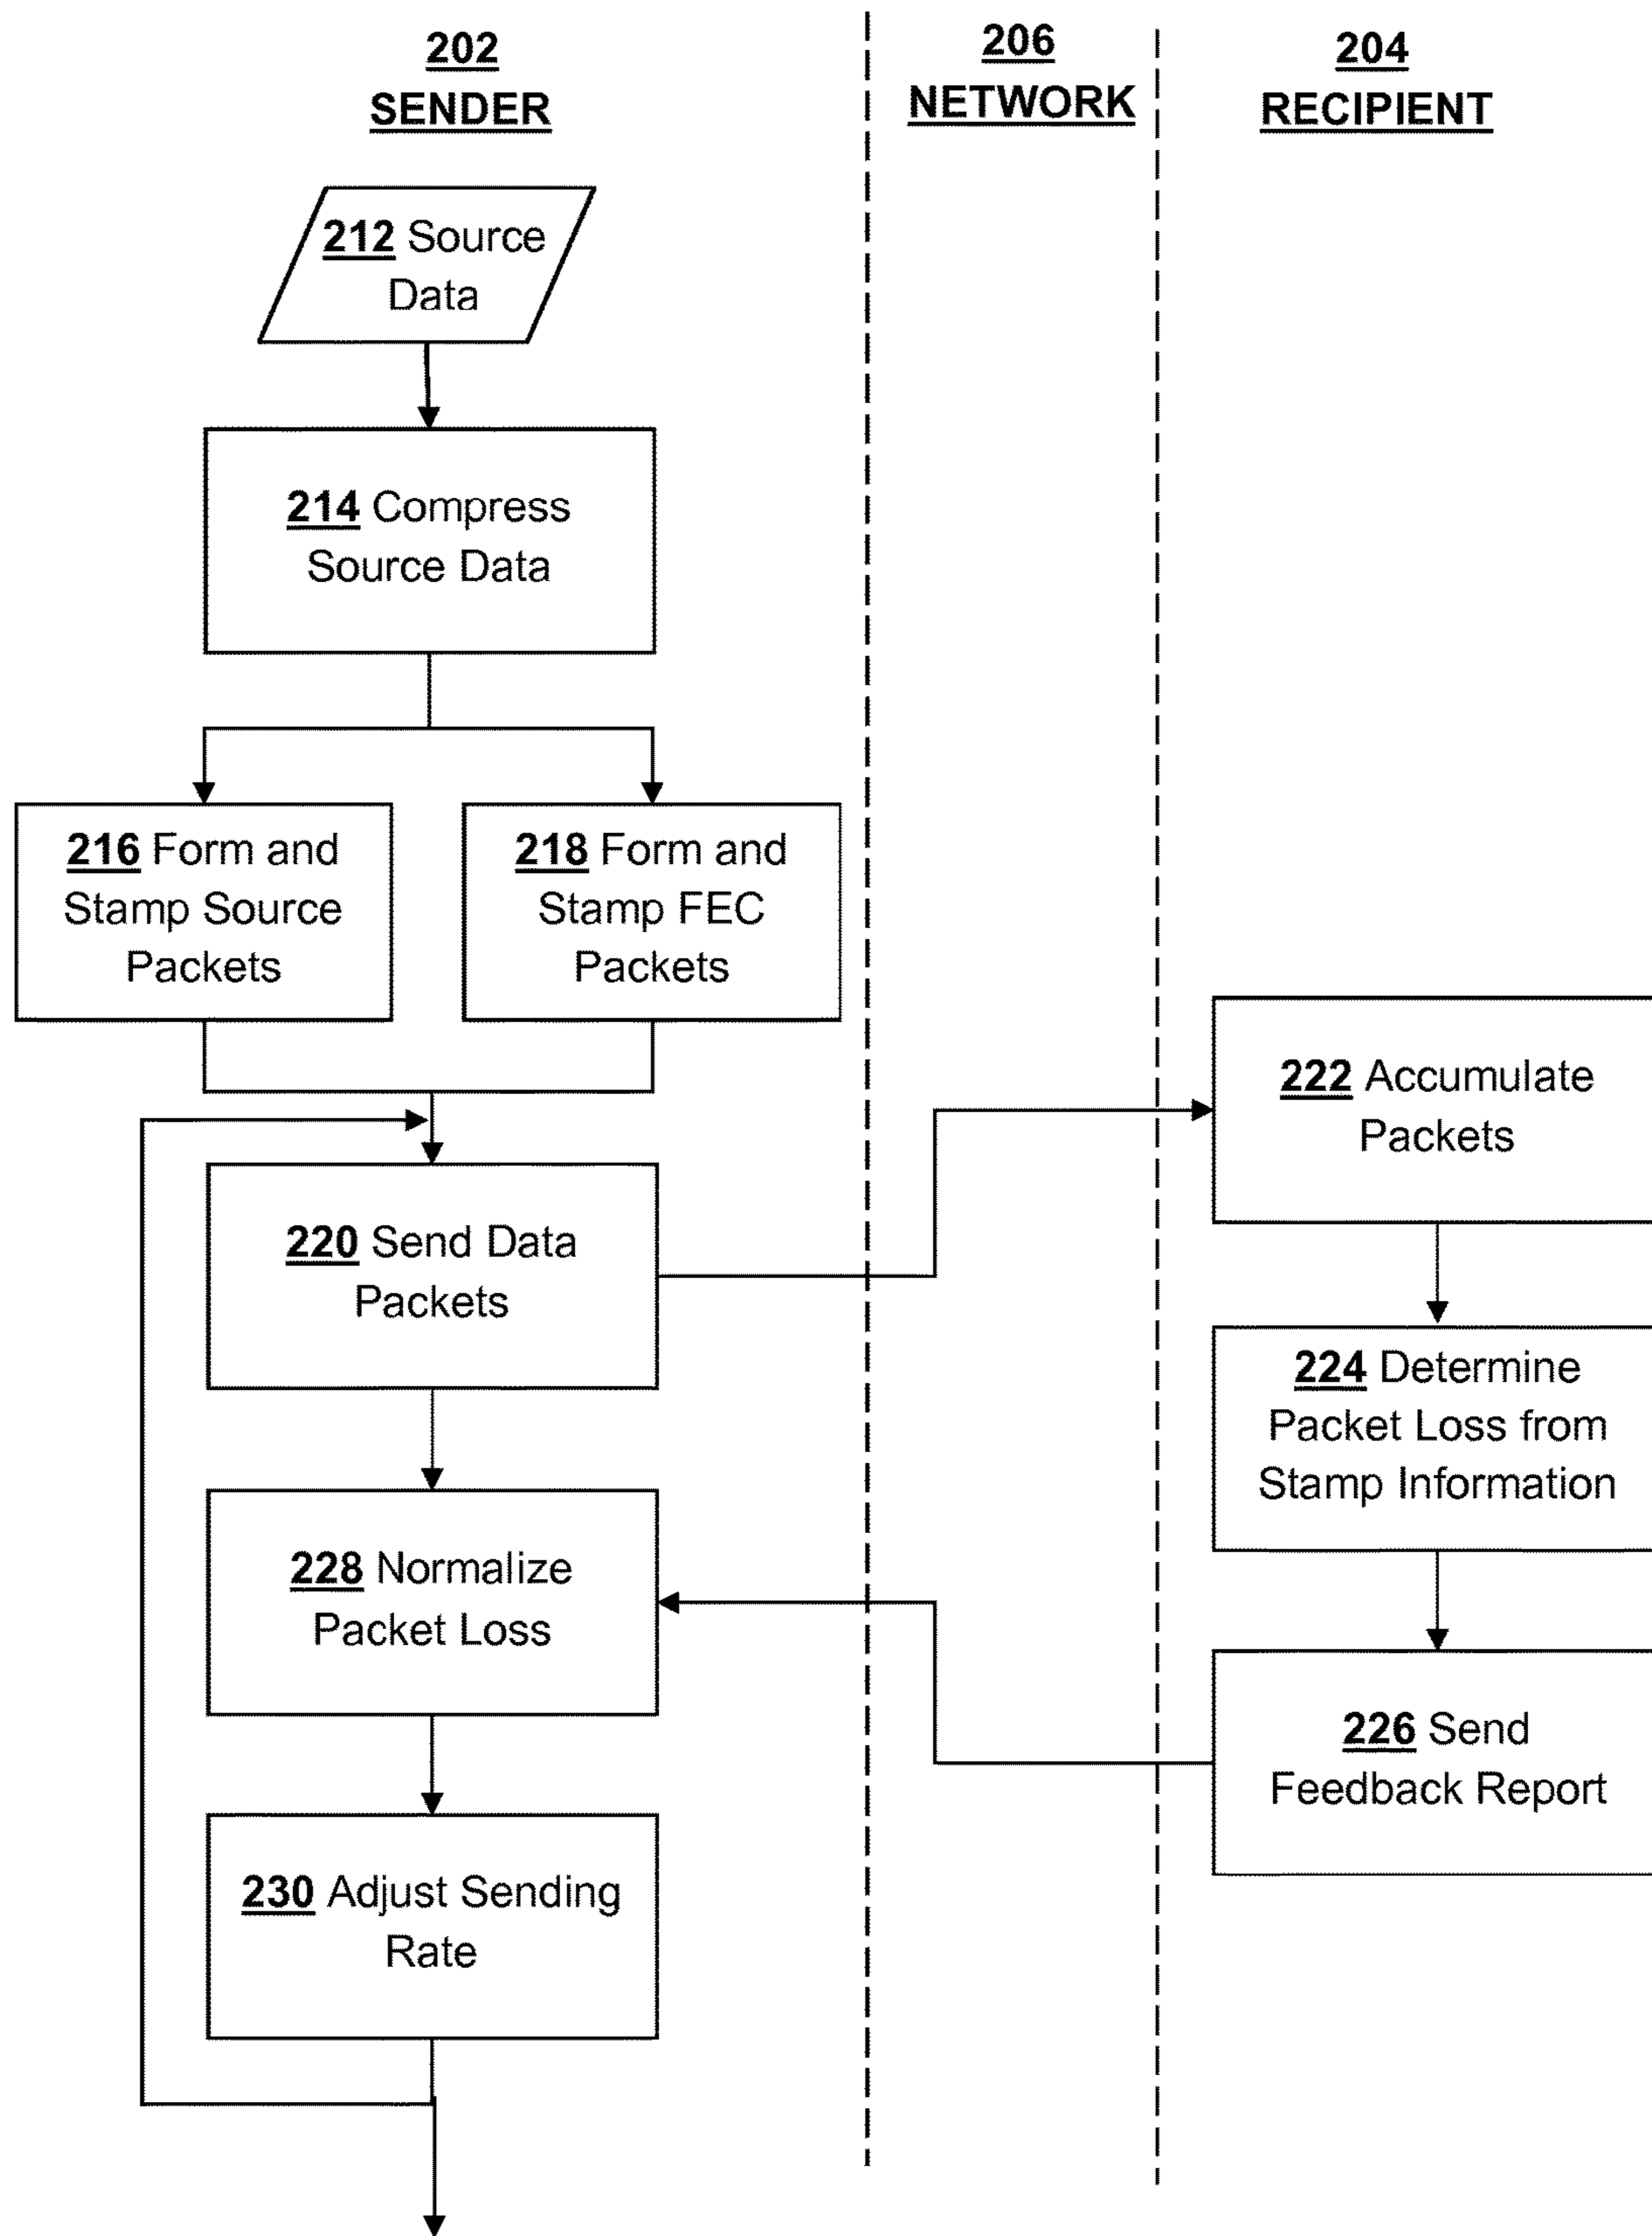 202
SENDER
206
NETWORK
204
RECIPIENT
212 Source
Data
214 Compress
Source Data
216 Form and
Stamp Source
Packets
218 Form and
Stamp FEC
Packets
220 Send Data
Packets
222 Accumulate
Packets
224 Determine
Packet Loss from
Stamp Information
226 Send
Feedback Report
228 Normalize
Packet Loss
230 Adjust Sending
Rate